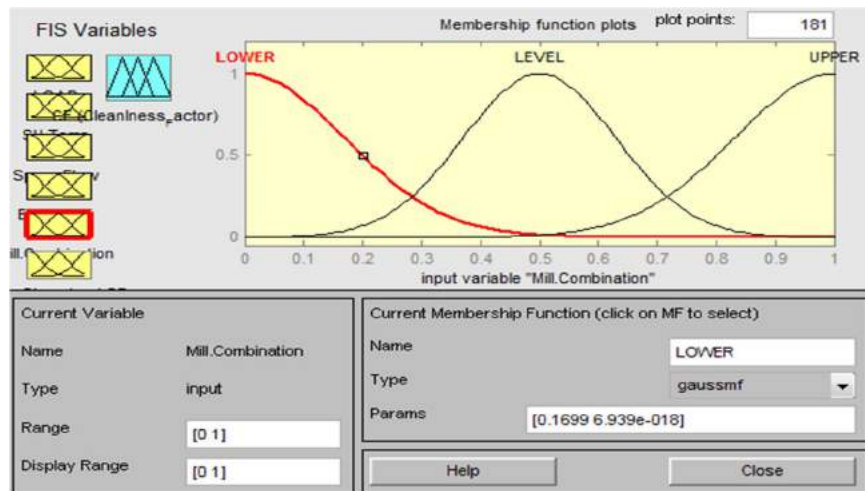 FIS Variables
Membership function plots
plot points:
181
LOWER
LEVEL
UPPER
CF (CleanlnessFactor)
1
0.5
0
0 0.1 0.2 0.3 0.4 0.5 0.6 0.7 0.8 0.9 1
input variable "Mill.Combination"
Current Variable
Name Mill.Combination
Type input
Range [0 1]
Display Range [0 1]
Current Membership Function (click on MF to select)
Name LOWER
Type gaussmf
Params [0.1699 6.939e-018]
Help
Close